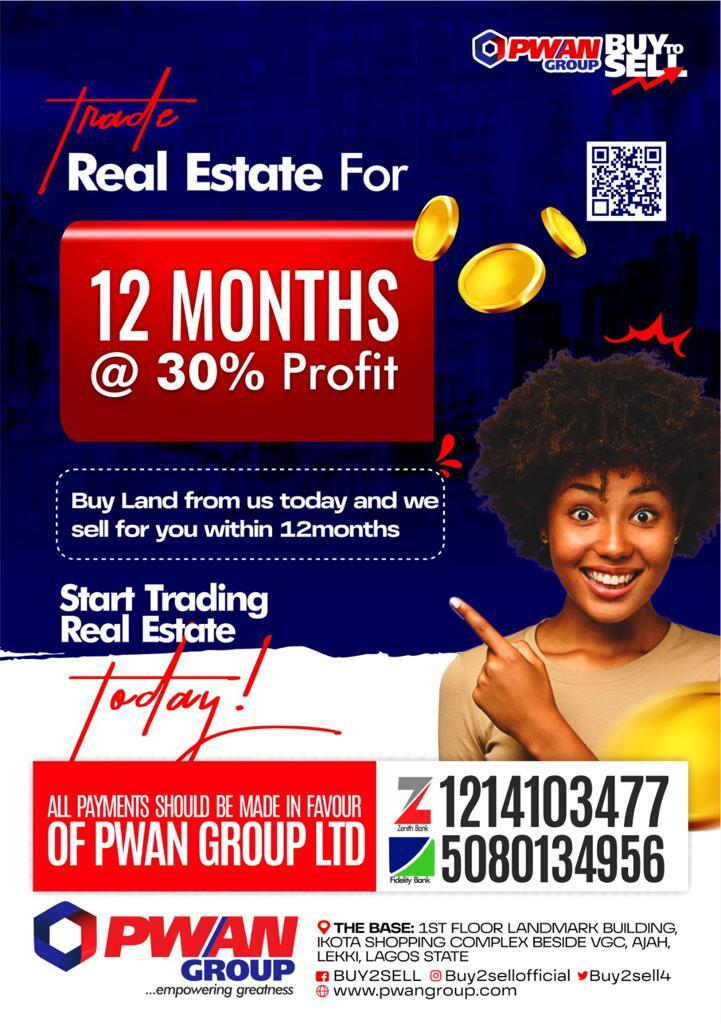 PWAN GROUP BUY TO SELL
Trade
Real Estate For
12 MONTHS
@ 30% Profit
Buy Land from us today and we
sell for you within 12months
Start Trading
Real Estate
today!
ALL PAYMENTS SHOULD BE MADE IN FAVOUR
OF PWAN GROUP LTD
Zenith Bank
1214103477
Fidelity Bank
5080134956
PWAN
GROUP
...empowering greatness
THE BASE: 1ST FLOOR LANDMARK BUILDING,
IKOTA SHOPPING COMPLEX BESIDE VGC, AJAH,
LEKKI, LAGOS STATE
BUY2SELL Buy2sellofficial Buy2sell4
www.pwangroup.com